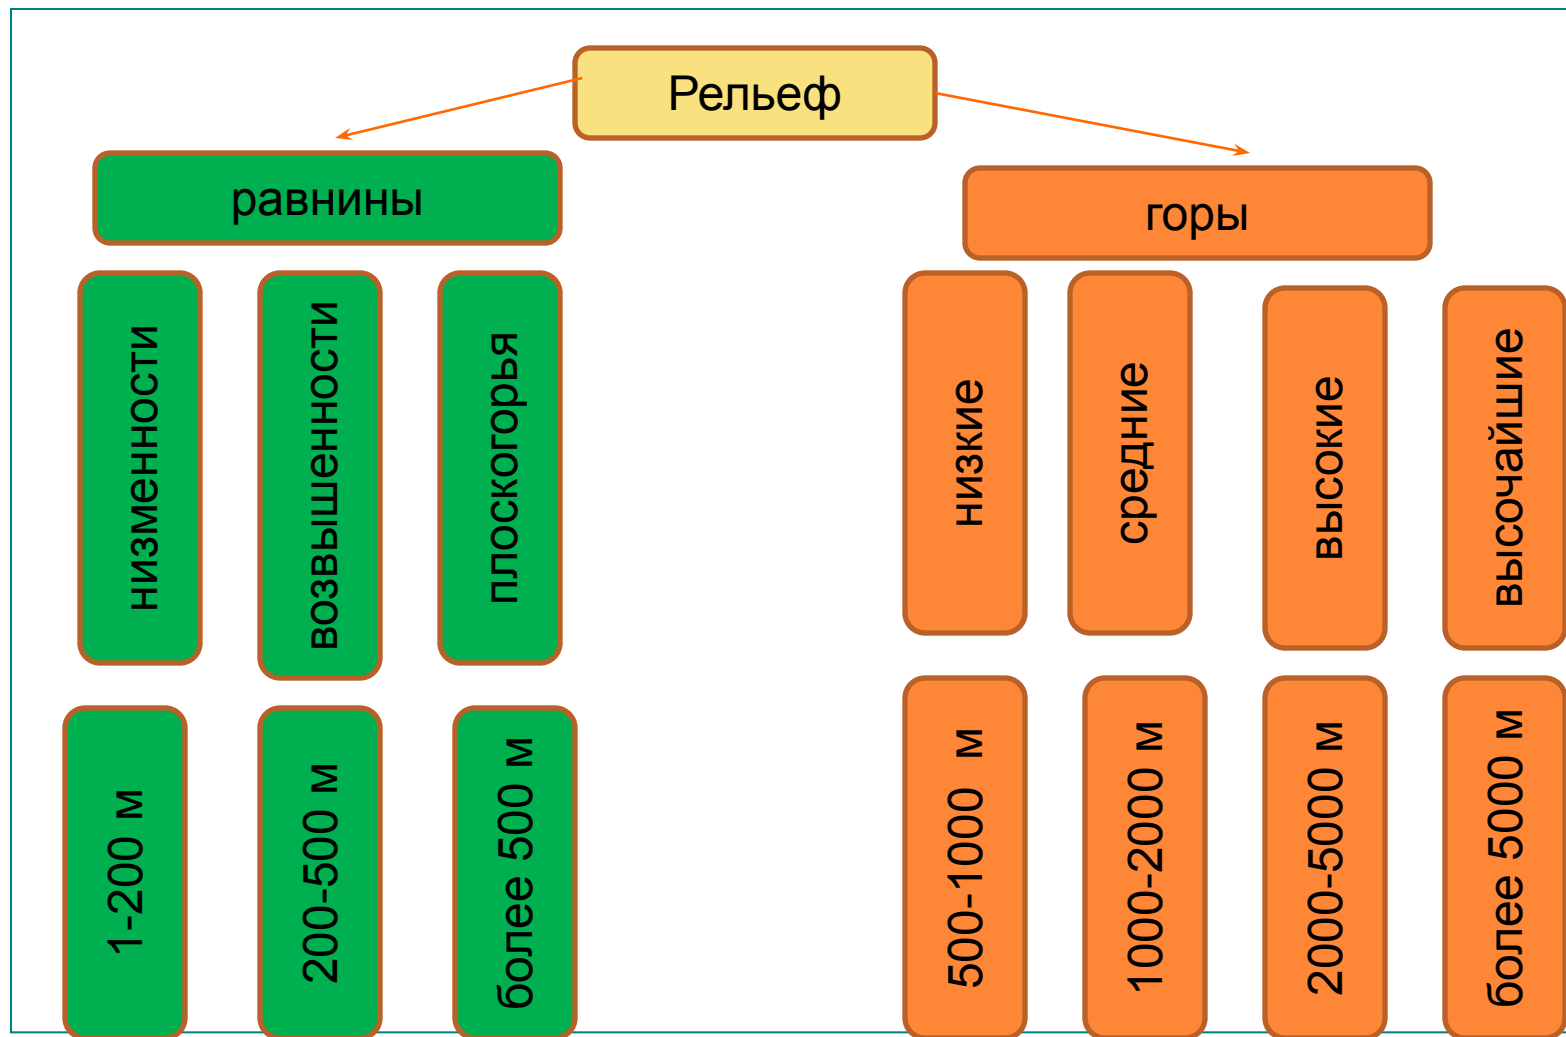 Рельеф
равнины
горы
низменности
возвышенности
плоскогорья
низкие
средние
высокие
высочайшие
1-200 м
200-500 м
более 500 м
500-1000 м
1000-2000 м
2000-5000 м
более 5000 м